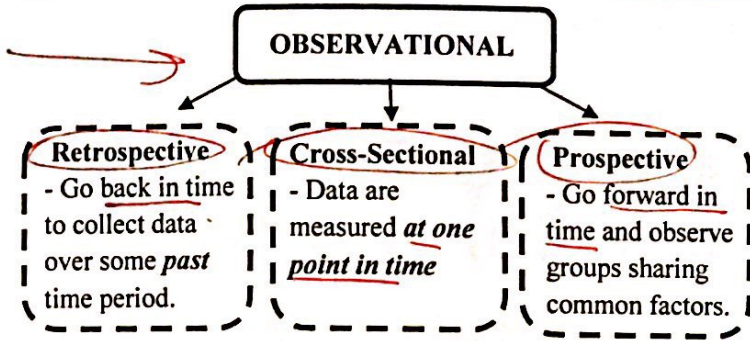 OBSERVATIONAL
Retrospective
- Go back in time
to collect data
over some past
time period.
Cross-Sectional
- Data are
measured at one
point in time
Prospective
- Go forward in
time and observe
groups sharing
common factors.